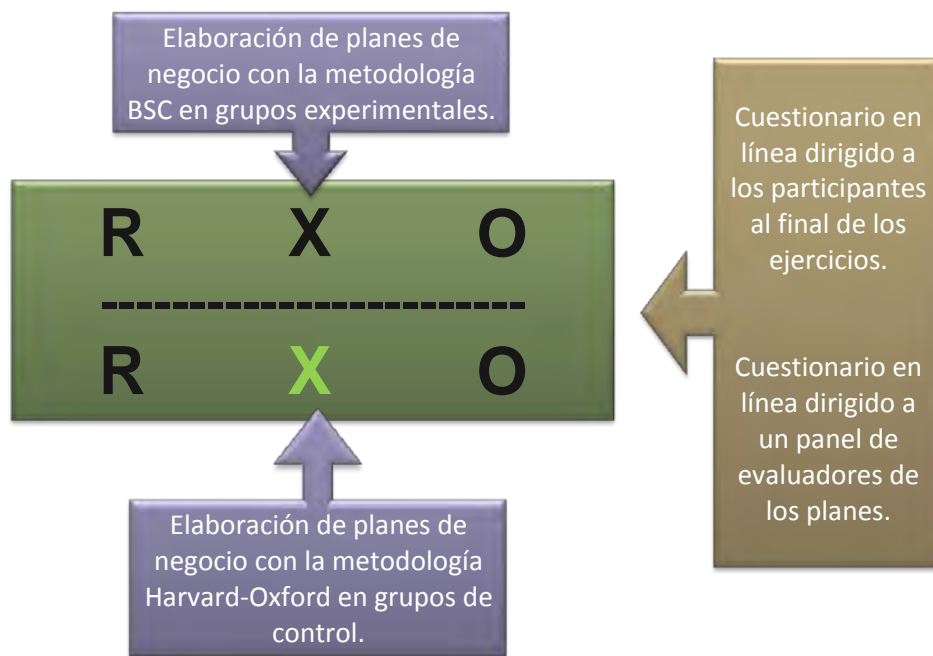 Elaboración de planes de
negocio con la metodología
BSC en grupos experimentales.
R X O
------------------------
R X O
Elaboración de planes de
negocio con la metodología
Harvard-Oxford en grupos de
control.
Cuestionario en
línea dirigido a
los participantes
al final de los
ejercicios.
Cuestionario en
línea dirigido a
un panel de
evaluadores de
los planes.